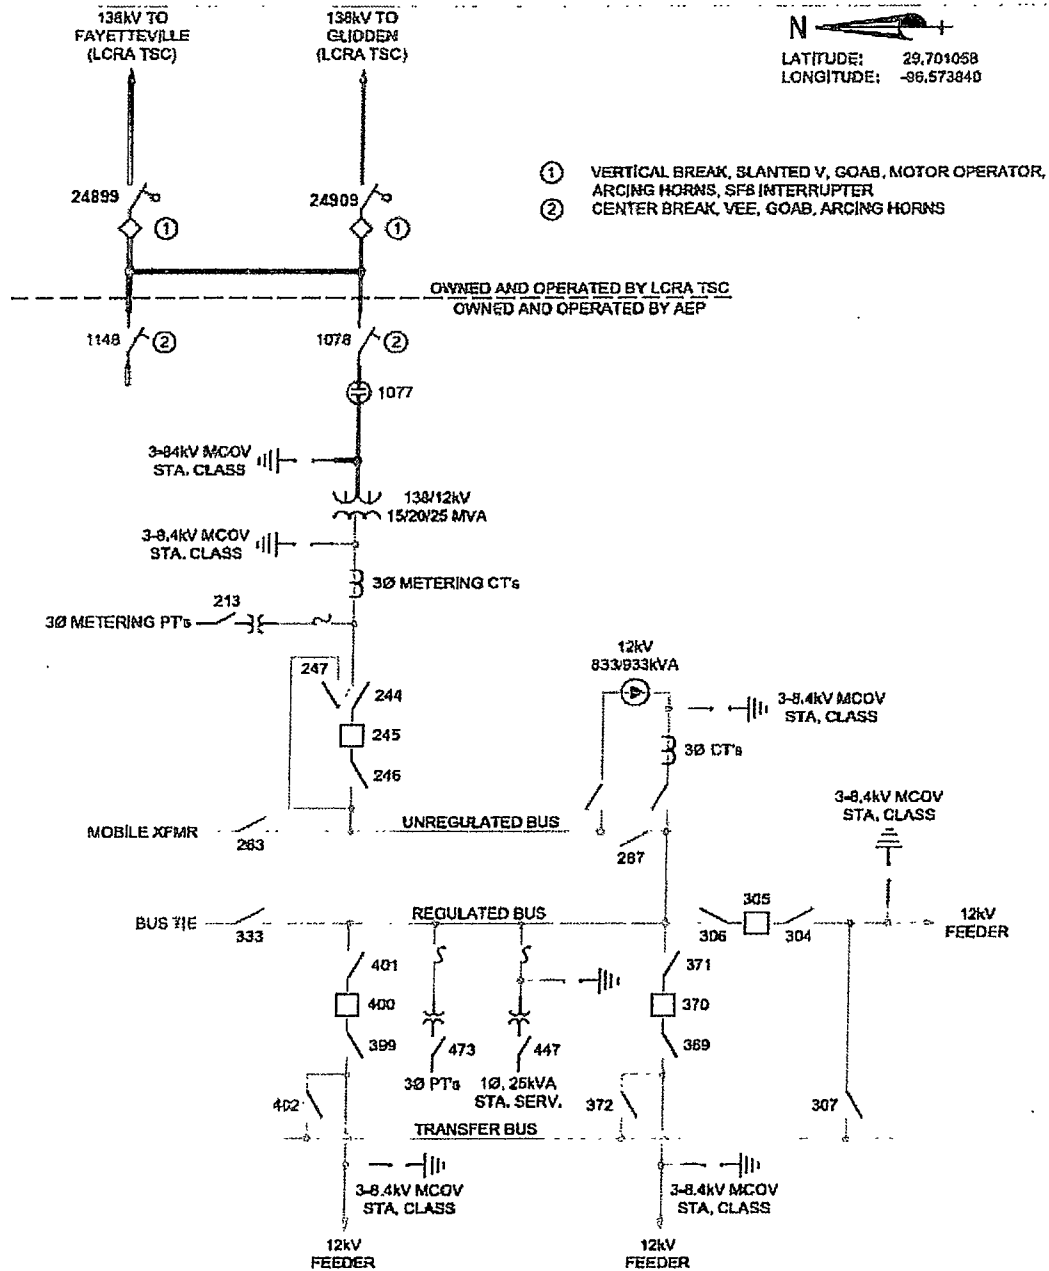 138kV TO
FAYETTEVILLE
(LCRA TSC)
138kV TO
GLIDDEN
(LCRA TSC)
N
LATITUDE: 29.701058
LONGITUDE: -96.573840
24899
1
24909
1
1 VERTICAL BREAK, SLANTED V, GOAB, MOTOR OPERATOR,
ARCING HORNS, SF6 INTERRUPTER
2 CENTER BREAK, VEE, GOAB, ARCING HORNS
OWNED AND OPERATED BY LCRA TSC
OWNED AND OPERATED BY AEP
1148
2
1078
2
1077
3-84kV MCOV
STA. CLASS
138/12kV
15/20/25 MVA
3-8.4kV MCOV
STA. CLASS
3Ø METERING CT's
213
3Ø METERING PT's
247
244
245
246
12kV
833/933kVA
3-8.4kV MCOV
STA. CLASS
3Ø CT's
3-8.4kV MCOV
STA. CLASS
MOBILE XFMR
263
UNREGULATED BUS
287
BUS TIE
333
REGULATED BUS
306
305
304
12kV
FEEDER
401
400
399
473
3Ø PT's
447
1Ø, 25kVA
STA. SERV.
371
370
369
402
372
307
TRANSFER BUS
3-8.4kV MCOV
STA. CLASS
3-8.4kV MCOV
STA. CLASS
12kV
FEEDER
12kV
FEEDER